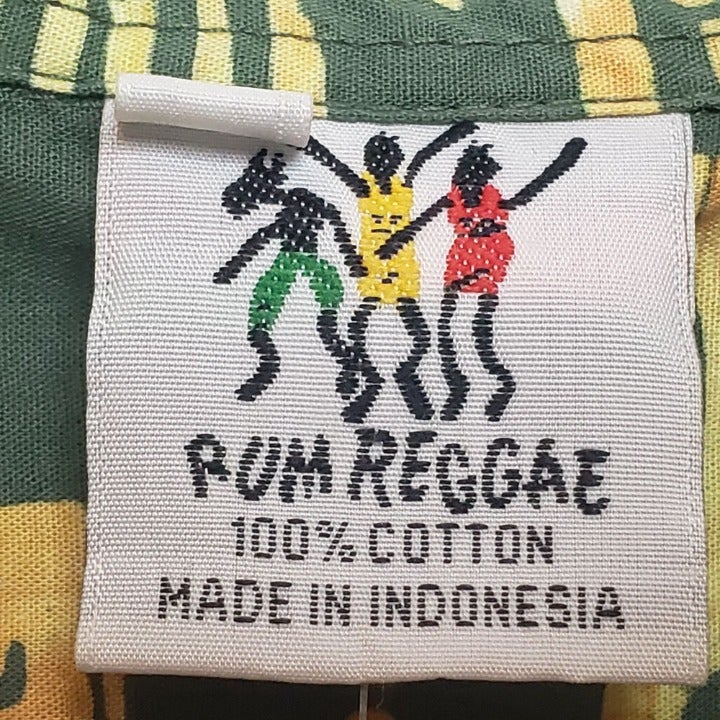 RUM REGGAE
100% COTTON
MADE IN INDONESIA